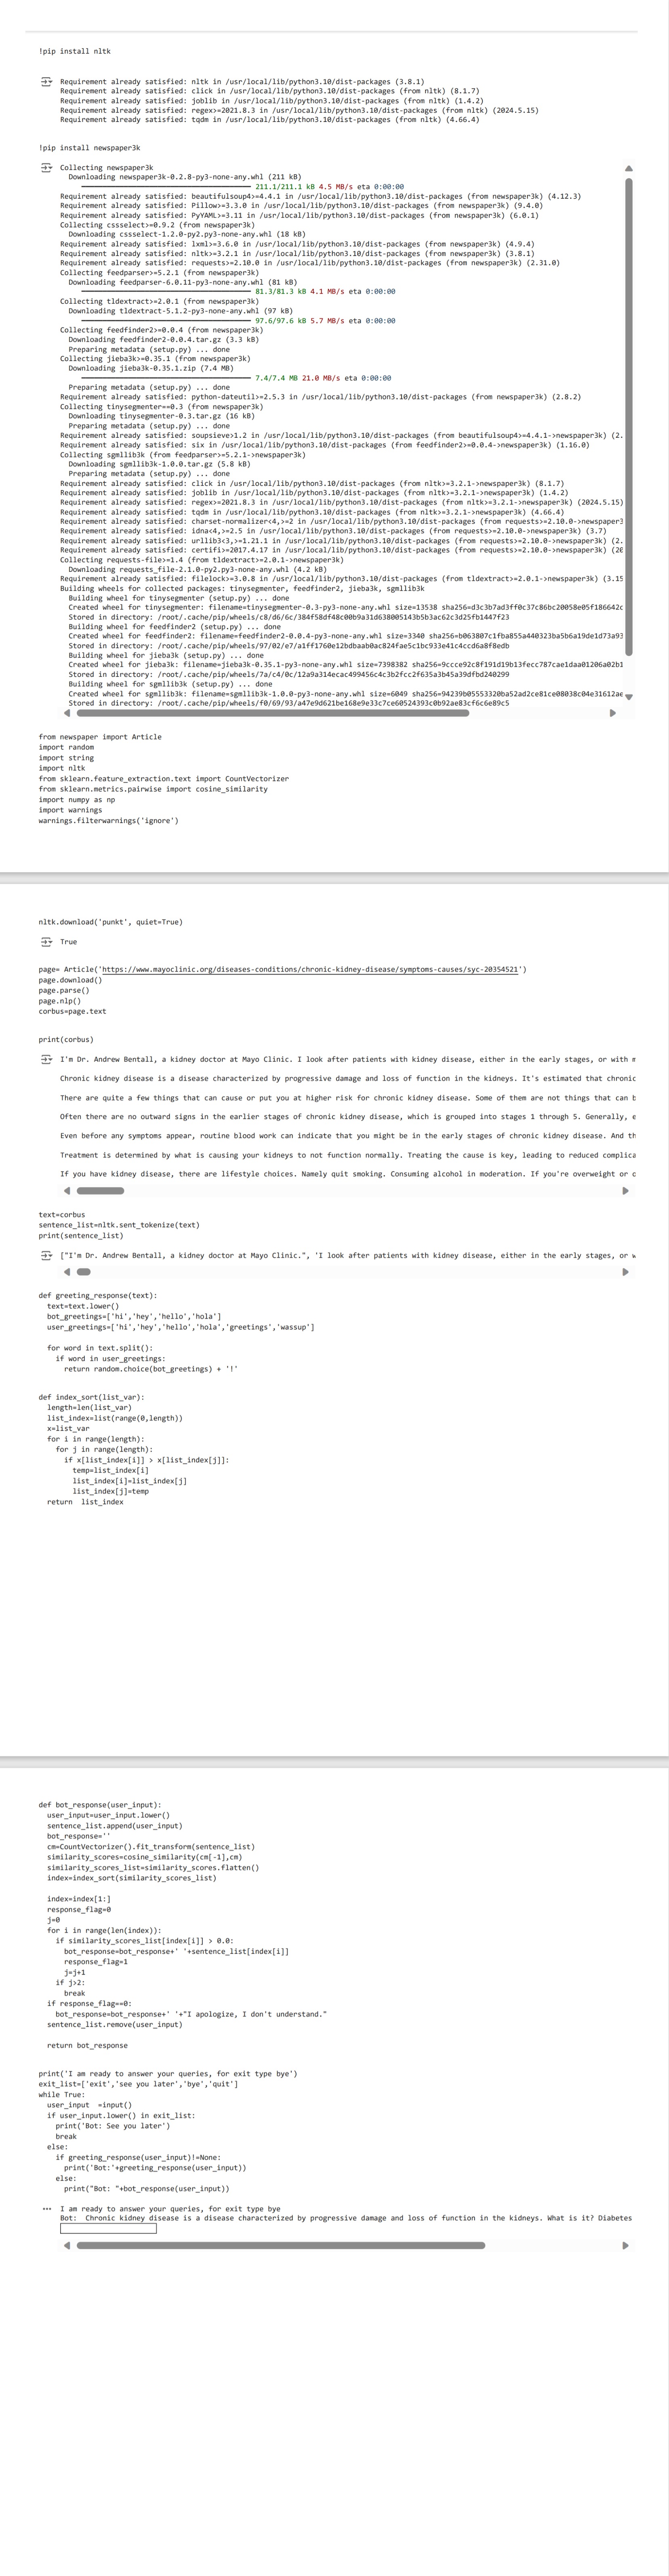 !pip install nltk
Requirement already satisfied: nltk in /usr/local/lib/python3.10/dist-packages (3.8.1)
Requirement already satisfied: click in /usr/local/lib/python3.10/dist-packages (from nltk) (8.1.7)
Requirement already satisfied: joblib in /usr/local/lib/python3.10/dist-packages (from nltk) (1.4.2)
Requirement already satisfied: regex>=2021.8.3 in /usr/local/lib/python3.10/dist-packages (from nltk) (2024.5.15)
Requirement already satisfied: tqdm in /usr/local/lib/python3.10/dist-packages (from nltk) (4.66.4)
!pip install newspaper3k
Collecting newspaper3k
  Downloading newspaper3k-0.2.8-py3-none-any.whl (211 kB)
211.1/211.1 kB 4.5 MB/s eta 0:00:00
Requirement already satisfied: beautifulsoup4>=4.4.1 in /usr/local/lib/python3.10/dist-packages (from newspaper3k) (4.12.3)
Requirement already satisfied: Pillow>=3.3.0 in /usr/local/lib/python3.10/dist-packages (from newspaper3k) (9.4.0)
Requirement already satisfied: PyYAML>=3.11 in /usr/local/lib/python3.10/dist-packages (from newspaper3k) (6.0.1)
Collecting cssselect>=0.9.2 (from newspaper3k)
  Downloading cssselect-1.2.0-py2.py3-none-any.whl (18 kB)
Requirement already satisfied: lxml>=3.6.0 in /usr/local/lib/python3.10/dist-packages (from newspaper3k) (4.9.4)
Requirement already satisfied: nltk>=3.2.1 in /usr/local/lib/python3.10/dist-packages (from newspaper3k) (3.8.1)
Requirement already satisfied: requests>=2.10.0 in /usr/local/lib/python3.10/dist-packages (from newspaper3k) (2.31.0)
Collecting feedparser>=5.2.1 (from newspaper3k)
  Downloading feedparser-6.0.11-py3-none-any.whl (81 kB)
81.3/81.3 kB 4.1 MB/s eta 0:00:00
Collecting tldextract>=2.0.1 (from newspaper3k)
  Downloading tldextract-5.1.2-py3-none-any.whl (97 kB)
97.6/97.6 kB 5.7 MB/s eta 0:00:00
Collecting feedfinder2>=0.0.4 (from newspaper3k)
  Downloading feedfinder2-0.0.4.tar.gz (3.3 kB)
  Preparing metadata (setup.py) ... done
Collecting jieba3k>=0.35.1 (from newspaper3k)
  Downloading jieba3k-0.35.1.zip (7.4 MB)
7.4/7.4 MB 21.0 MB/s eta 0:00:00
  Preparing metadata (setup.py) ... done
Requirement already satisfied: python-dateutil>=2.5.3 in /usr/local/lib/python3.10/dist-packages (from newspaper3k) (2.8.2)
Collecting tinysegmenter==0.3 (from newspaper3k)
  Downloading tinysegmenter-0.3.tar.gz (16 kB)
  Preparing metadata (setup.py) ... done
Requirement already satisfied: soupsieve>1.2 in /usr/local/lib/python3.10/dist-packages (from beautifulsoup4>=4.4.1->newspaper3k) (2.
Requirement already satisfied: six in /usr/local/lib/python3.10/dist-packages (from feedfinder2>=0.0.4->newspaper3k) (1.16.0)
Collecting sgmllib3k (from feedparser>=5.2.1->newspaper3k)
  Downloading sgmllib3k-1.0.0.tar.gz (5.8 kB)
  Preparing metadata (setup.py) ... done
Requirement already satisfied: click in /usr/local/lib/python3.10/dist-packages (from nltk>=3.2.1->newspaper3k) (8.1.7)
Requirement already satisfied: joblib in /usr/local/lib/python3.10/dist-packages (from nltk>=3.2.1->newspaper3k) (1.4.2)
Requirement already satisfied: regex>=2021.8.3 in /usr/local/lib/python3.10/dist-packages (from nltk>=3.2.1->newspaper3k) (2024.5.15)
Requirement already satisfied: tqdm in /usr/local/lib/python3.10/dist-packages (from nltk>=3.2.1->newspaper3k) (4.66.4)
Requirement already satisfied: charset-normalizer<4,>=2 in /usr/local/lib/python3.10/dist-packages (from requests>=2.10.0->newspaper3
Requirement already satisfied: idna<4,>=2.5 in /usr/local/lib/python3.10/dist-packages (from requests>=2.10.0->newspaper3k) (3.7)
Requirement already satisfied: urllib3<3,>=1.21.1 in /usr/local/lib/python3.10/dist-packages (from requests>=2.10.0->newspaper3k) (2.
Requirement already satisfied: certifi>=2017.4.17 in /usr/local/lib/python3.10/dist-packages (from requests>=2.10.0->newspaper3k) (20
Collecting requests-file>=1.4 (from tldextract>=2.0.1->newspaper3k)
  Downloading requests_file-2.1.0-py2.py3-none-any.whl (4.2 kB)
Requirement already satisfied: filelock>=3.0.8 in /usr/local/lib/python3.10/dist-packages (from tldextract>=2.0.1->newspaper3k) (3.15
Building wheels for collected packages: tinysegmenter, feedfinder2, jieba3k, sgmllib3k
  Building wheel for tinysegmenter (setup.py) ... done
  Created wheel for tinysegmenter: filename=tinysegmenter-0.3-py3-none-any.whl size=13538 sha256=d3c3b7ad3ff0c37c86bc20058e05f186642c
  Stored in directory: /root/.cache/pip/wheels/c8/d6/6c/384f58df48c00b9a31d638005143b5b3ac62c3d25fb1447f23
  Building wheel for feedfinder2 (setup.py) ... done
  Created wheel for feedfinder2: filename=feedfinder2-0.0.4-py3-none-any.whl size=3340 sha256=b063807c1fba855a440323ba5b6a19de1d73a93
  Stored in directory: /root/.cache/pip/wheels/97/02/e7/a1ff1760e12bdbaab0ac824fae5c1bc933e41c4ccd6a8f8edb
  Building wheel for jieba3k (setup.py) ... done
  Created wheel for jieba3k: filename=jieba3k-0.35.1-py3-none-any.whl size=7398382 sha256=9ccce92c8f191d19b13fecc787cae1daa01206a02b1
  Stored in directory: /root/.cache/pip/wheels/7a/c4/0c/12a9a314ecac499456c4c3b2fcc2f635a3b45a39dfbd240299
  Building wheel for sgmllib3k (setup.py) ... done
  Created wheel for sgmllib3k: filename=sgmllib3k-1.0.0-py3-none-any.whl size=6049 sha256=94239b05553320ba52ad2ce81ce08038c04e31612ae
  Stored in directory: /root/.cache/pip/wheels/f0/69/93/a47e9d621be168e9e33c7ce60524393c0b92ae83cf6c6e89c5
from newspaper import Article
import random
import string
import nltk
from sklearn.feature_extraction.text import CountVectorizer
from sklearn.metrics.pairwise import cosine_similarity
import numpy as np
import warnings
warnings.filterwarnings('ignore')
nltk.download('punkt', quiet=True)
True
page= Article('https://www.mayoclinic.org/diseases-conditions/chronic-kidney-disease/symptoms-causes/syc-20354521')
page.download()
page.parse()
page.nlp()
corbus=page.text
print(corbus)
I'm Dr. Andrew Bentall, a kidney doctor at Mayo Clinic. I look after patients with kidney disease, either in the early stages, or with m
Chronic kidney disease is a disease characterized by progressive damage and loss of function in the kidneys. It's estimated that chronic
There are quite a few things that can cause or put you at higher risk for chronic kidney disease. Some of them are not things that can b
Often there are no outward signs in the earlier stages of chronic kidney disease, which is grouped into stages 1 through 5. Generally, e
Even before any symptoms appear, routine blood work can indicate that you might be in the early stages of chronic kidney disease. And th
Treatment is determined by what is causing your kidneys to not function normally. Treating the cause is key, leading to reduced complica
If you have kidney disease, there are lifestyle choices. Namely quit smoking. Consuming alcohol in moderation. If you're overweight or o
text=corbus
sentence_list=nltk.sent_tokenize(text)
print(sentence_list)
["I'm Dr. Andrew Bentall, a kidney doctor at Mayo Clinic.", 'I look after patients with kidney disease, either in the early stages, or w
def greeting_response(text):
  text=text.lower()
  bot_greetings=['hi','hey','hello','hola']
  user_greetings=['hi','hey','hello','hola','greetings','wassup']
  for word in text.split():
    if word in user_greetings:
      return random.choice(bot_greetings) + '!'
def index_sort(list_var):
  length=len(list_var)
  list_index=list(range(0,length))
  x=list_var
  for i in range(length):
    for j in range(length):
      if x[list_index[i]] > x[list_index[j]]:
        temp=list_index[i]
        list_index[i]=list_index[j]
        list_index[j]=temp
  return  list_index
def bot_response(user_input):
  user_input=user_input.lower()
  sentence_list.append(user_input)
  bot_response=''
  cm=CountVectorizer().fit_transform(sentence_list)
  similarity_scores=cosine_similarity(cm[-1],cm)
  similarity_scores_list=similarity_scores.flatten()
  index=index_sort(similarity_scores_list)
  index=index[1:]
  response_flag=0
  j=0
  for i in range(len(index)):
    if similarity_scores_list[index[i]] > 0.0:
      bot_response=bot_response+' '+sentence_list[index[i]]
      response_flag=1
      j=j+1
    if j>2:
      break
  if response_flag==0:
    bot_response=bot_response+' '+"I apologize, I don't understand."
  sentence_list.remove(user_input)
  return bot_response
print('I am ready to answer your queries, for exit type bye')
exit_list=['exit','see you later','bye','quit']
while True:
  user_input  =input()
  if user_input.lower() in exit_list:
    print('Bot: See you later')
    break
  else:
    if greeting_response(user_input)!=None:
      print('Bot:'+greeting_response(user_input))
    else:
      print("Bot: "+bot_response(user_input))
I am ready to answer your queries, for exit type bye
Bot:  Chronic kidney disease is a disease characterized by progressive damage and loss of function in the kidneys. What is it? Diabetes